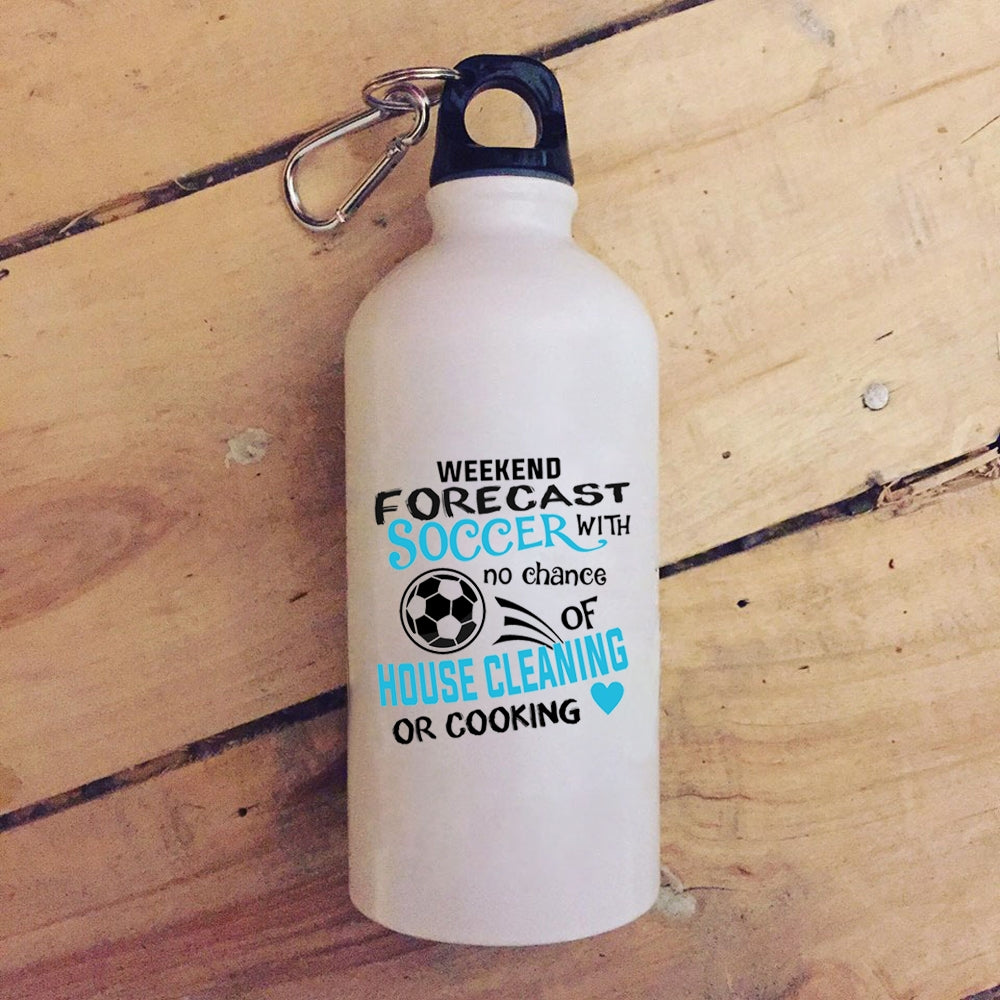 WEEKEND
FORECAST
SOCCER WITH
no chance
OF
HOUSE CLEANING
OR COOKING